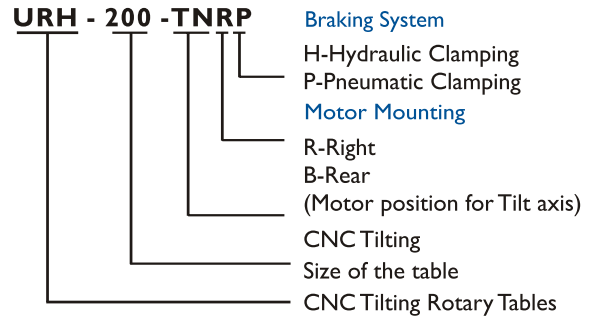 URH - 200 -TNRP
Braking System
H-Hydraulic Clamping
P-Pneumatic Clamping
Motor Mounting
R-Right
B-Rear
(Motor position for Tilt axis)
CNC Tilting
Size of the table
CNC Tilting Rotary Tables